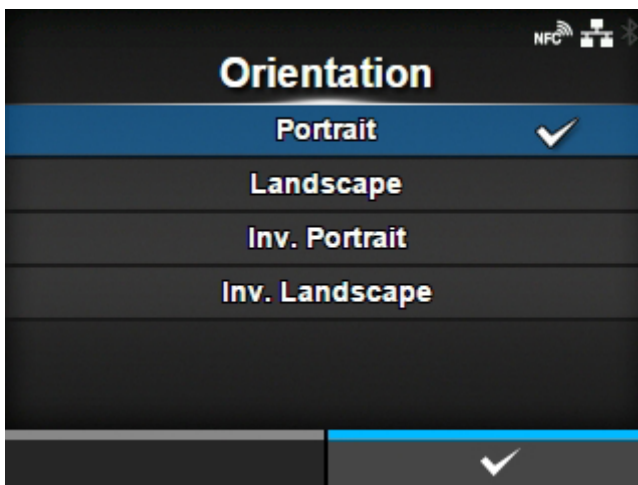 NFC
Orientation
Portrait
Landscape
Inv. Portrait
Inv. Landscape